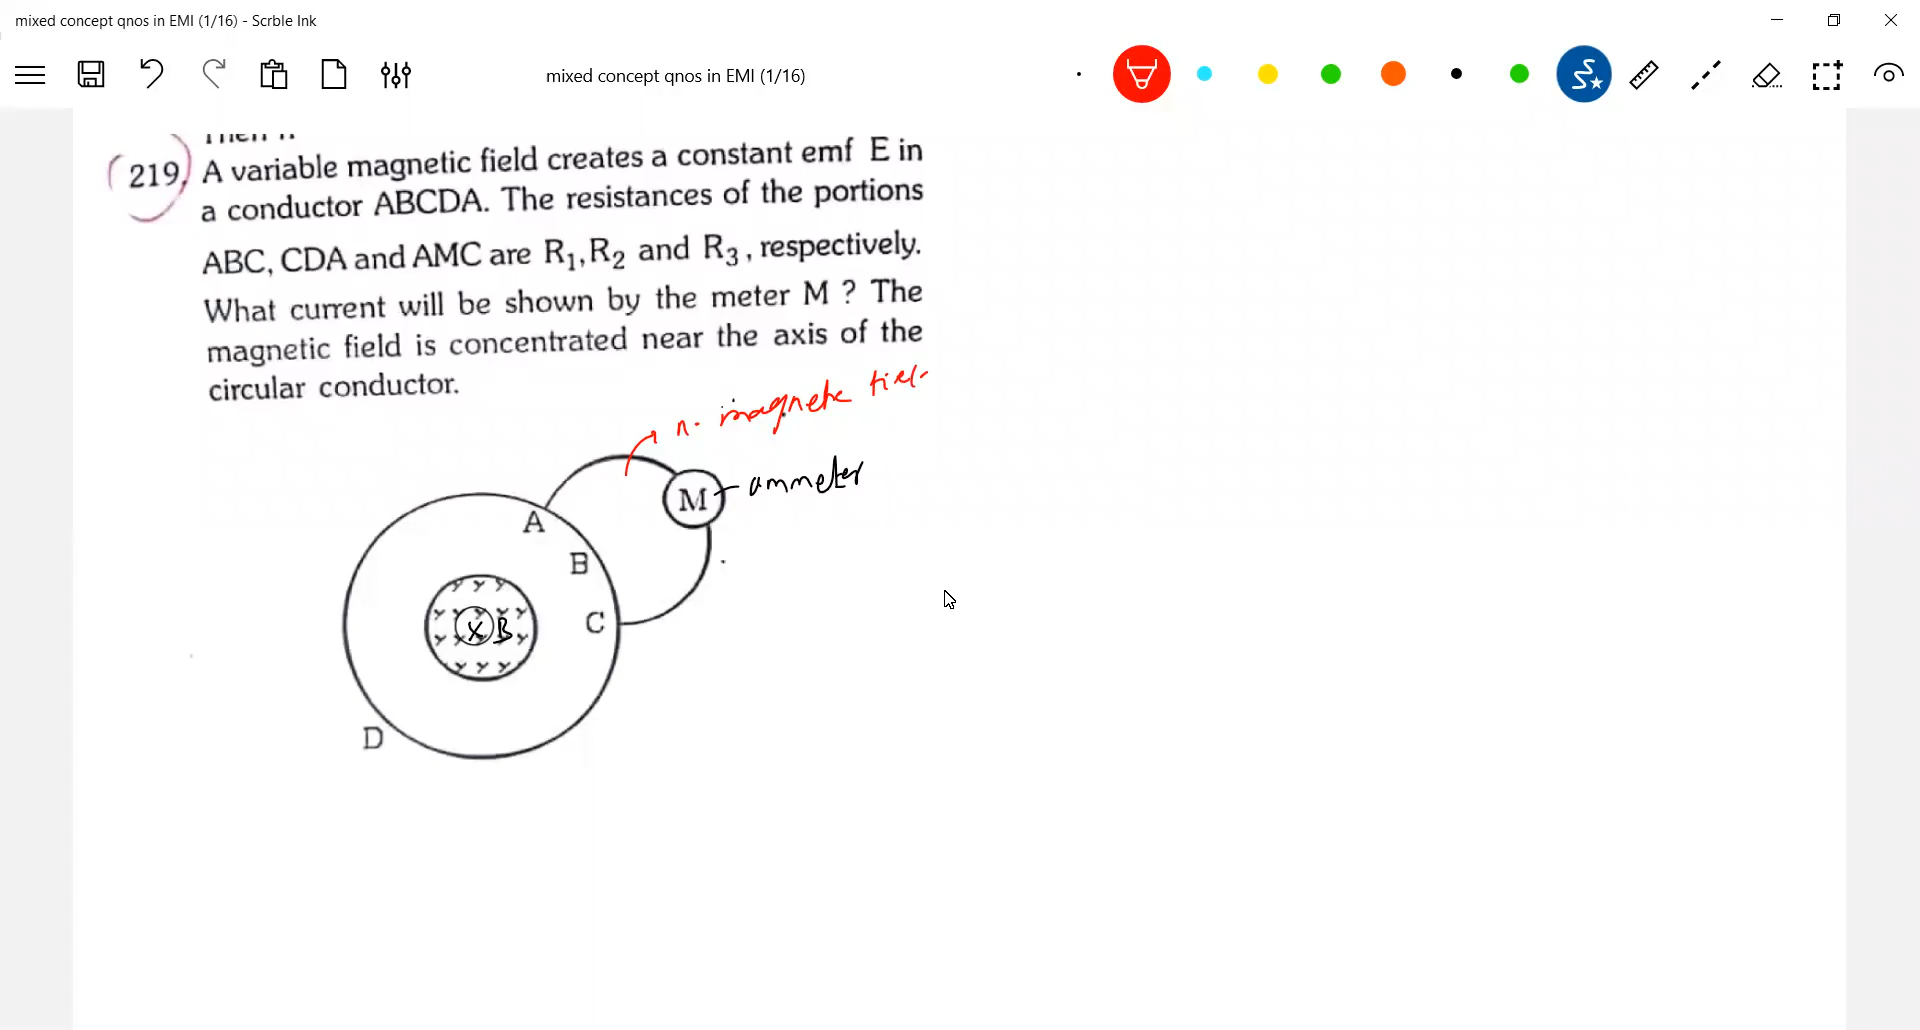 mixed concept qnos in EMI (1/16) - Scrble Ink
mixed concept qnos in EMI (1/16)
Then
219. A variable magnetic field creates a constant emf E in
a conductor ABCDA. The resistances of the portions
ABC, CDA and AMC are R₁, R₂ and R₃, respectively.
What current will be shown by the meter M ? The
magnetic field is concentrated near the axis of the
circular conductor.
magnetic
M
ammeter
A
B
C
X B
D